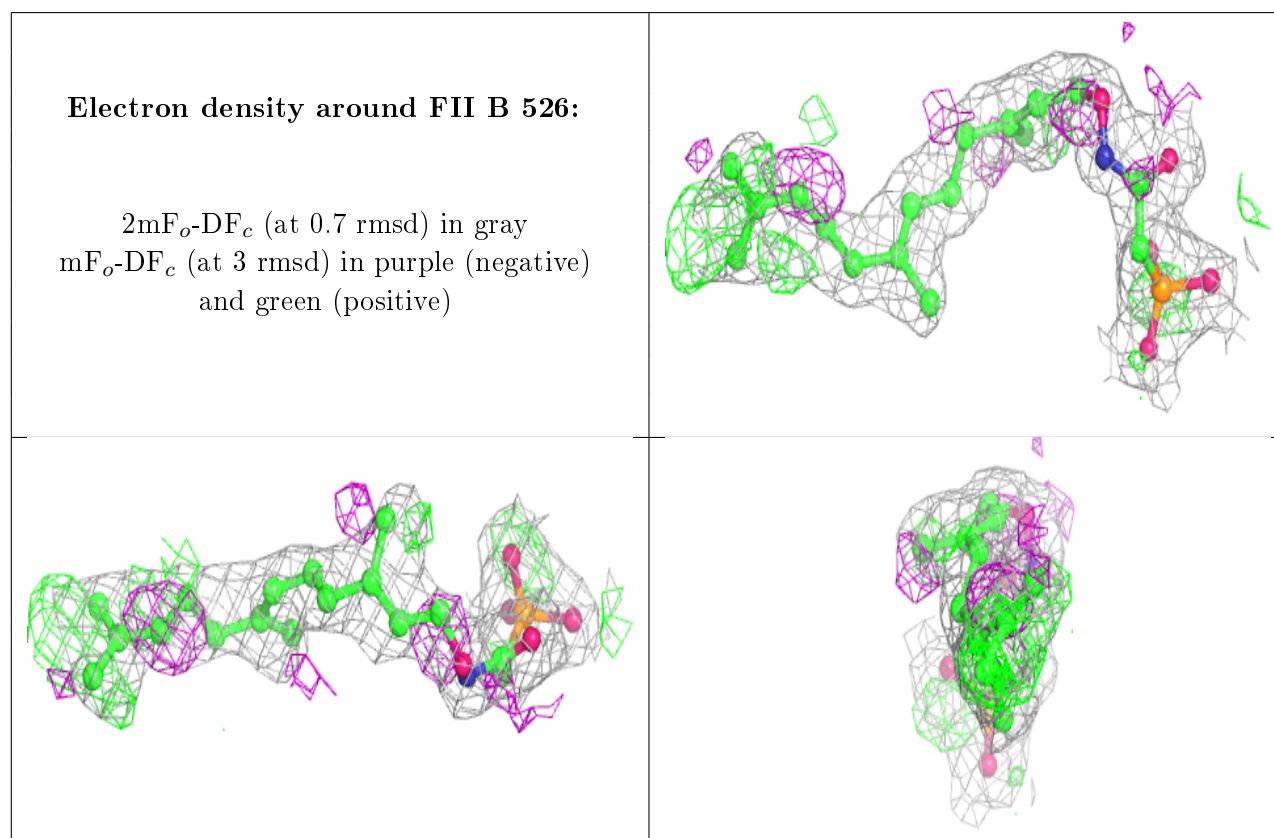 Electron density around FII B 526:
2mFₒ-DF𝒸 (at 0.7 rmsd) in gray
mFₒ-DF𝒸 (at 3 rmsd) in purple (negative)
and green (positive)